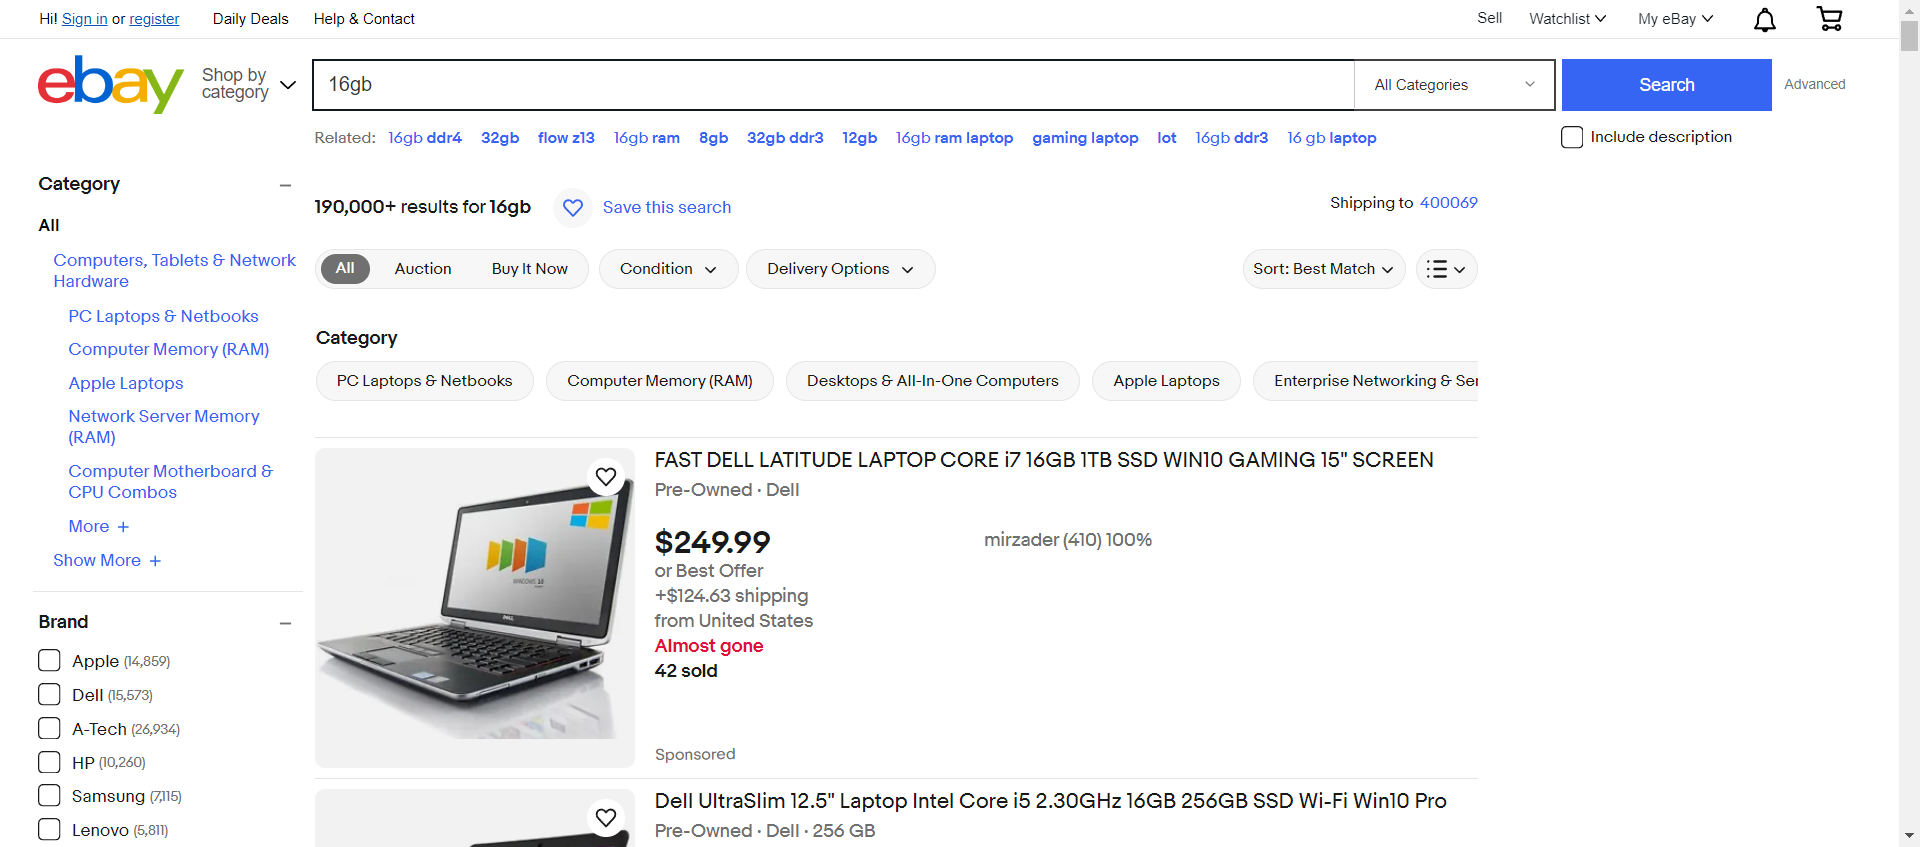 Hi! Sign in or register
Daily Deals
Help & Contact
Sell
Watchlist
My eBay
ebay
Shop by
category
16gb
All Categories
Search
Advanced
Related: 16gb ddr4 32gb flow z13 16gb ram 8gb 32gb ddr3 12gb 16gb ram laptop gaming laptop lot 16gb ddr3 16 gb laptop
Include description
Category
All
Computers, Tablets & Network
Hardware
PC Laptops & Netbooks
Computer Memory (RAM)
Apple Laptops
Network Server Memory
(RAM)
Computer Motherboard &
CPU Combos
More +
Show More +
Brand
Apple (14,859)
Dell (15,573)
A-Tech (26,934)
HP (10,260)
Samsung (7,115)
Lenovo (5,811)
190,000+ results for 16gb
Save this search
Shipping to 400069
All
Auction
Buy It Now
Condition
Delivery Options
Sort: Best Match
Category
PC Laptops & Netbooks
Computer Memory (RAM)
Desktops & All-In-One Computers
Apple Laptops
Enterprise Networking & Ser
WINDOWS 10
DELL
FAST DELL LATITUDE LAPTOP CORE i7 16GB 1TB SSD WIN10 GAMING 15" SCREEN
Pre-Owned · Dell
$249.99
or Best Offer
+$124.63 shipping
from United States
Almost gone
42 sold
mirzader (410) 100%
Sponsored
Dell UltraSlim 12.5" Laptop Intel Core i5 2.30GHz 16GB 256GB SSD Wi-Fi Win10 Pro
Pre-Owned · Dell · 256 GB